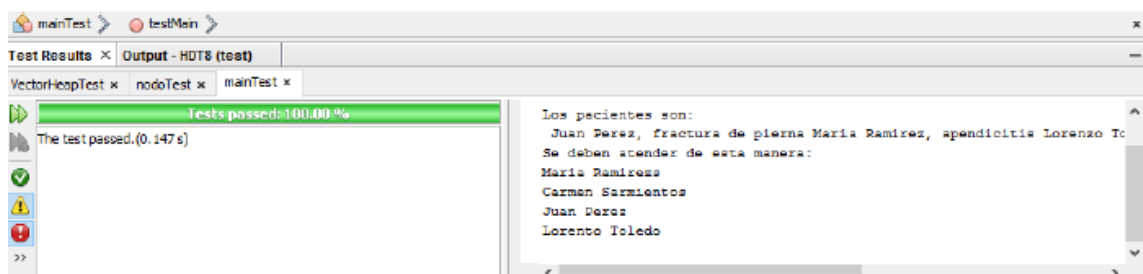 mainTest testMain
Test Results Output - HDT8 (test)
VectorHeapTest nodoTest mainTest
Tests passed: 100.00 %
The test passed.(0.147 s)
Los pacientes son:
Juan Perez, fractura de pierna Maria Ramirez, apendicitis Lorenzo To
Se deben atender de esta manera:
Maria Ramiress
Carmen Sarmientos
Juan Perez
Lorento Toledo